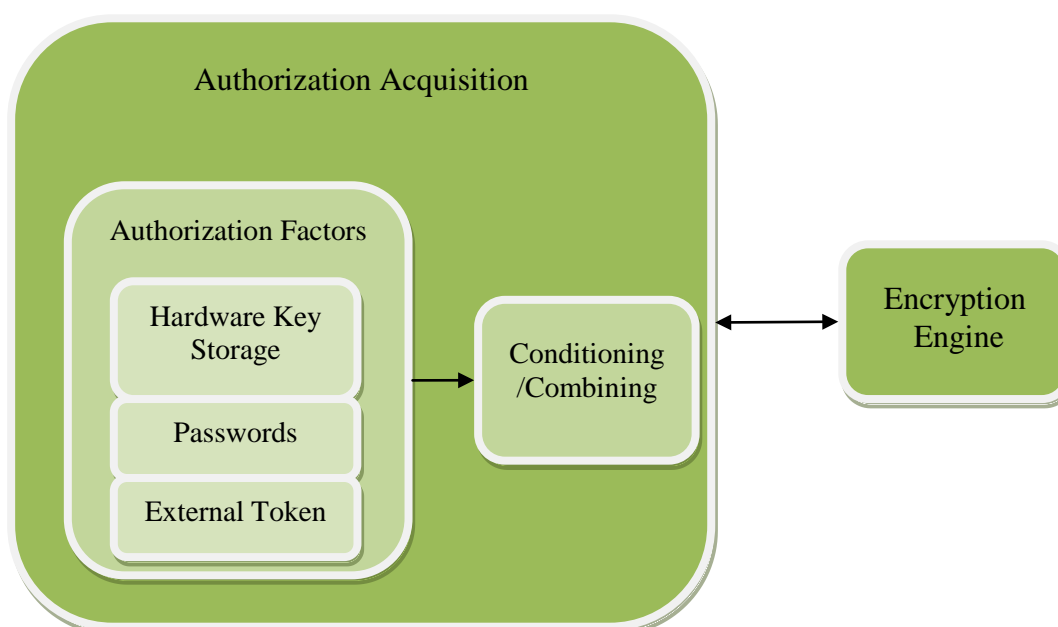 Authorization Acquisition
Authorization Factors
Hardware Key
Storage
Passwords
External Token
Conditioning
/Combining
Encryption
Engine